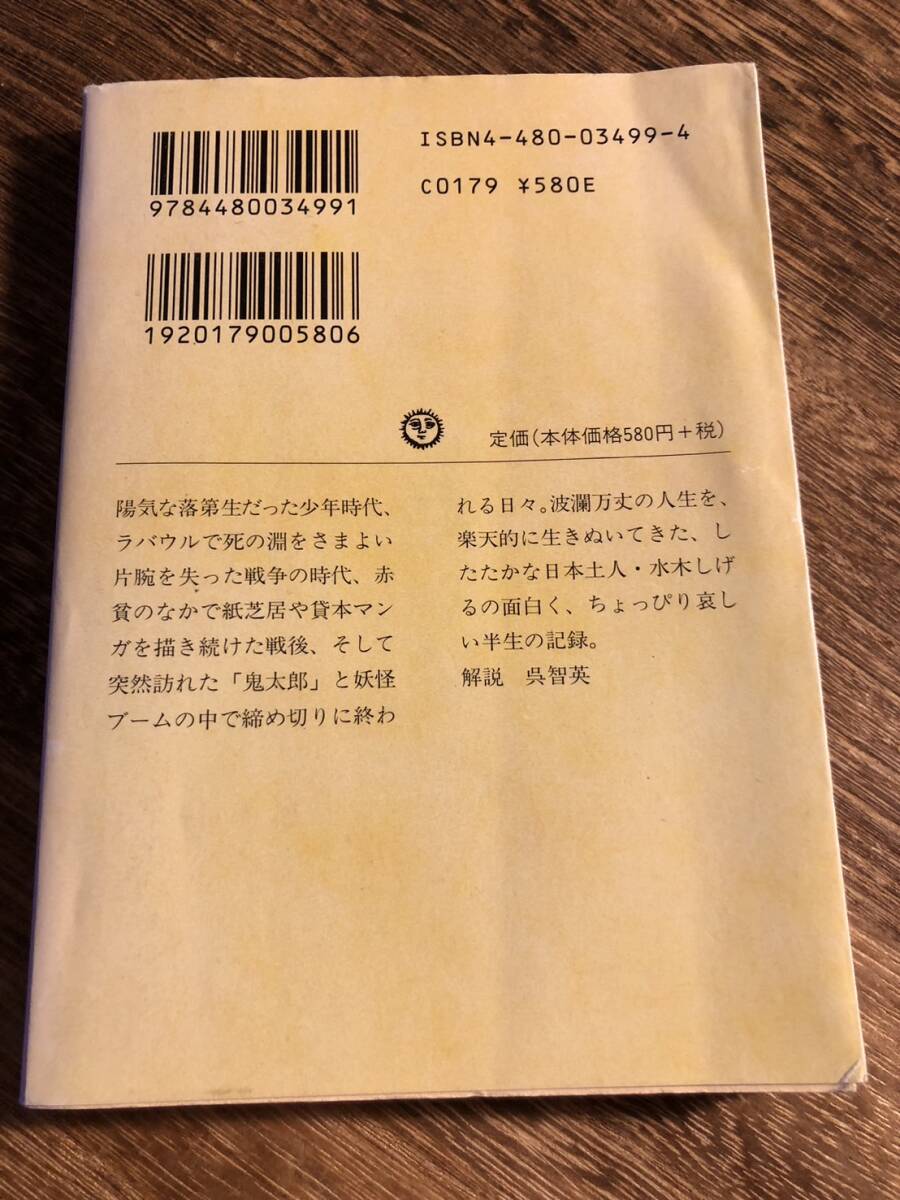 ISBN4-480-03499-4
C0179 ¥580E
9784480034991
1920179005806
定価(本体価格580円+税)
陽気な落第生だった少年時代、
ラバウルで死の淵をさまよい
片腕を失った戦争の時代、赤
貧のなかで紙芝居や貸本マン
ガを描き続けた戦後、そして
突然訪れた「鬼太郎」と妖怪
ブームの中で締め切りに終わ
れる日々。波瀾万丈の人生を、
楽天的に生きぬいてきた、し
たたかな日本土人・水木しげ
るの面白く、ちょっぴり哀し
い半生の記録。
解説 呉智英